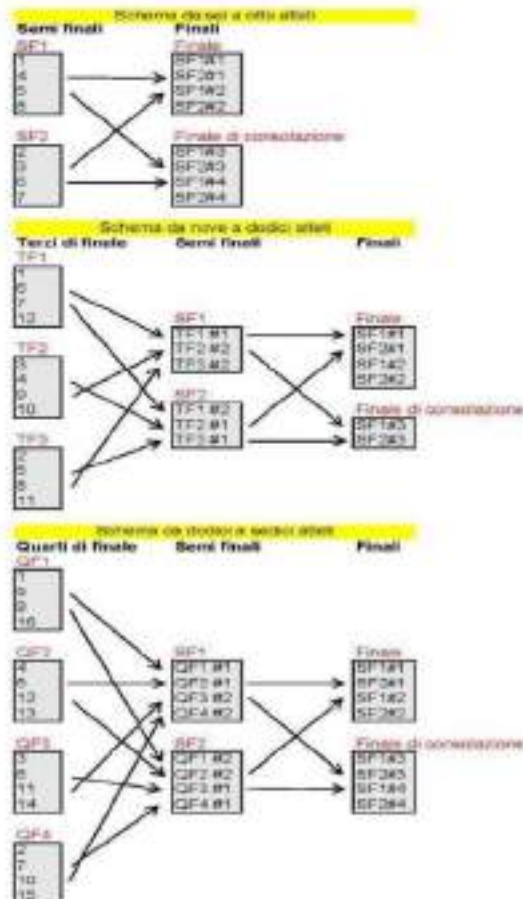 Schema da sei a otto atleti
Semi finali Finali
SF1 Finale
1 SF1#1
4 SF2#1
5 SF1#2
8 SF2#2
SF2 Finale di consolazione
2 SF1#3
3 SF2#3
6 SF1#4
7 SF2#4
Schema da nove a dodici atleti
Terzi di finale Semi finali Finali
TF1
1
6
7
12
SF1 Finale
TF1 #1 SF1#1
TF2 #2 SF2#1
TF3 #2 SF1#2
SF2#2
TF2
3
4
9
10
SF2 Finale di consolazione
TF1 #2 SF1#3
TF2 #1 SF2#3
TF3 #1
TF3
2
5
8
11
Schema da dodici a sedici atleti
Quarti di finale Semi finali Finali
QF1
1
9
16
SF1 Finale
QF1 #1 SF1#1
QF2 #1 SF2#1
QF3 #2 SF1#2
QF4 #2 SF2#2
QF2
4
12
13
SF2 Finale di consolazione
QF1 #2 SF1#3
QF2 #2 SF2#3
QF3 #1 SF1#4
QF4 #1 SF2#4
QF3
3
6
11
14
QF4
2
7
10
15